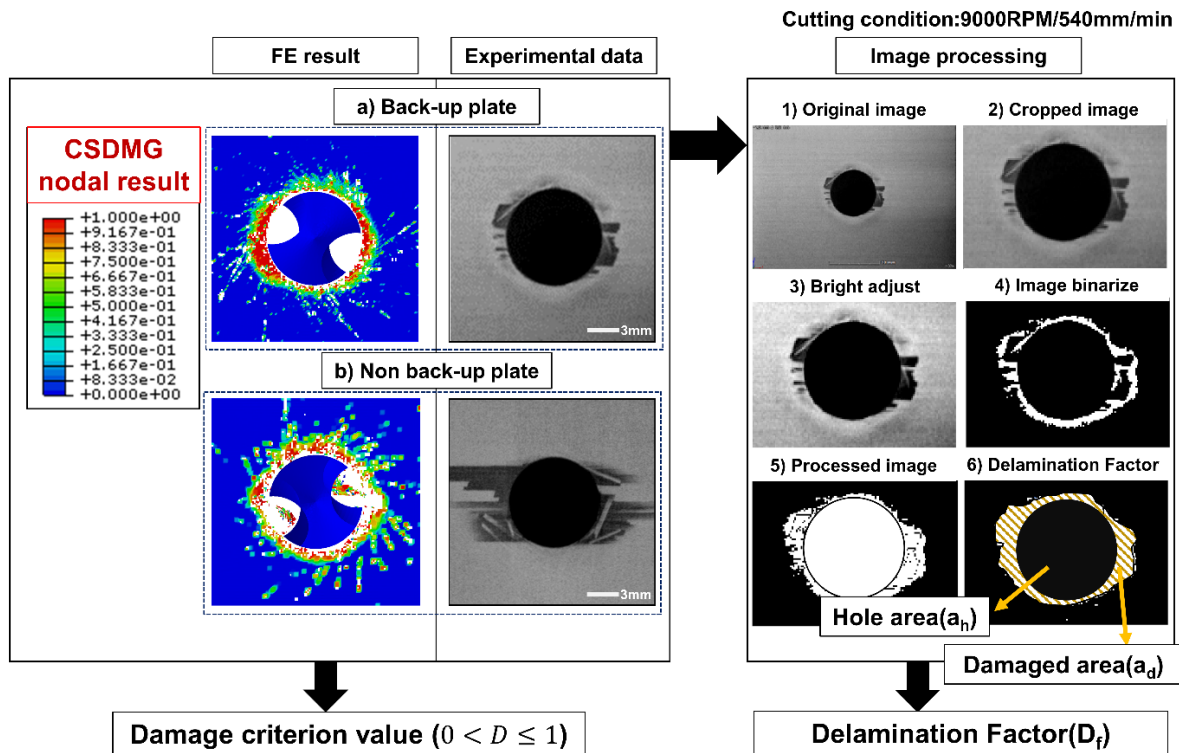 Cutting condition:9000RPM/540mm/min
FE result
Experimental data
Image processing
a) Back-up plate
CSDMG
nodal result
+1.000e+00
+9.167e-01
+8.333e-01
+7.500e-01
+6.667e-01
+5.833e-01
+5.000e-01
+4.167e-01
+3.333e-01
+2.500e-01
+1.667e-01
+8.333e-02
+0.000e+00
3mm
b) Non back-up plate
3mm
1) Original image
2) Cropped image
3) Bright adjust
4) Image binarize
5) Processed image
6) Delamination Factor
Hole area(aₕ)
Damaged area(a_d)
Damage criterion value (0 < D ≤ 1)
Delamination Factor(D_f)